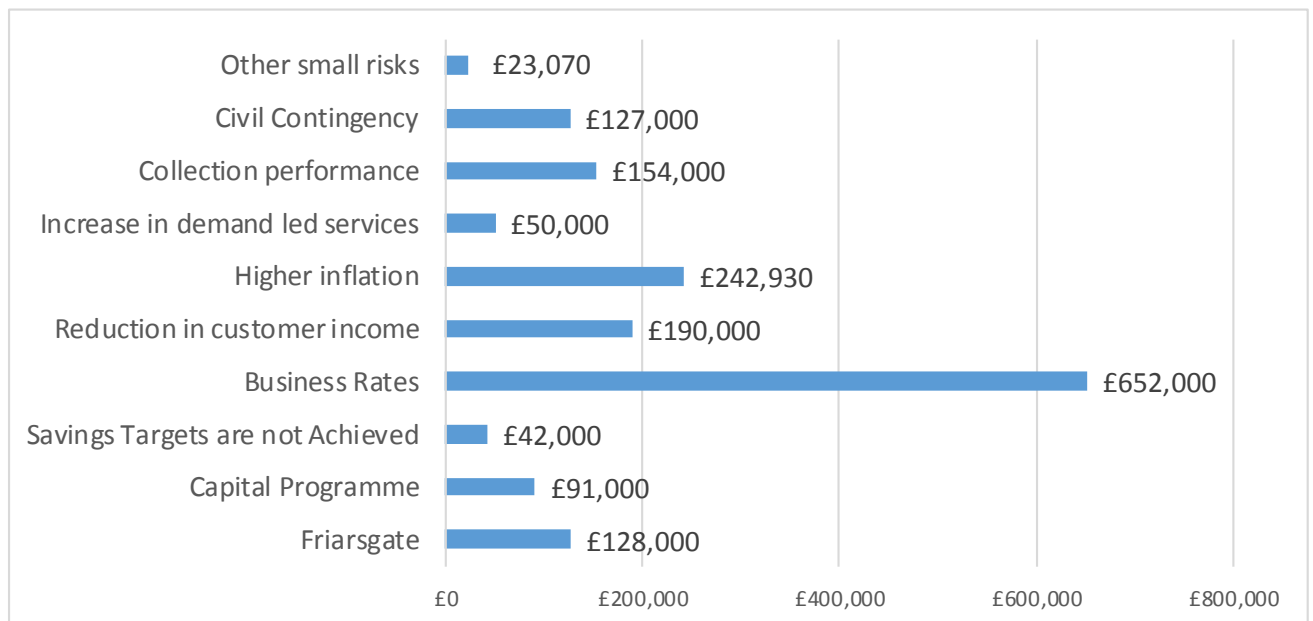 Other small risks £23,070
Civil Contingency £127,000
Collection performance £154,000
Increase in demand led services £50,000
Higher inflation £242,930
Reduction in customer income £190,000
Business Rates £652,000
Savings Targets are not Achieved £42,000
Capital Programme £91,000
Friarsgate £128,000
£0 £200,000 £400,000 £600,000 £800,000